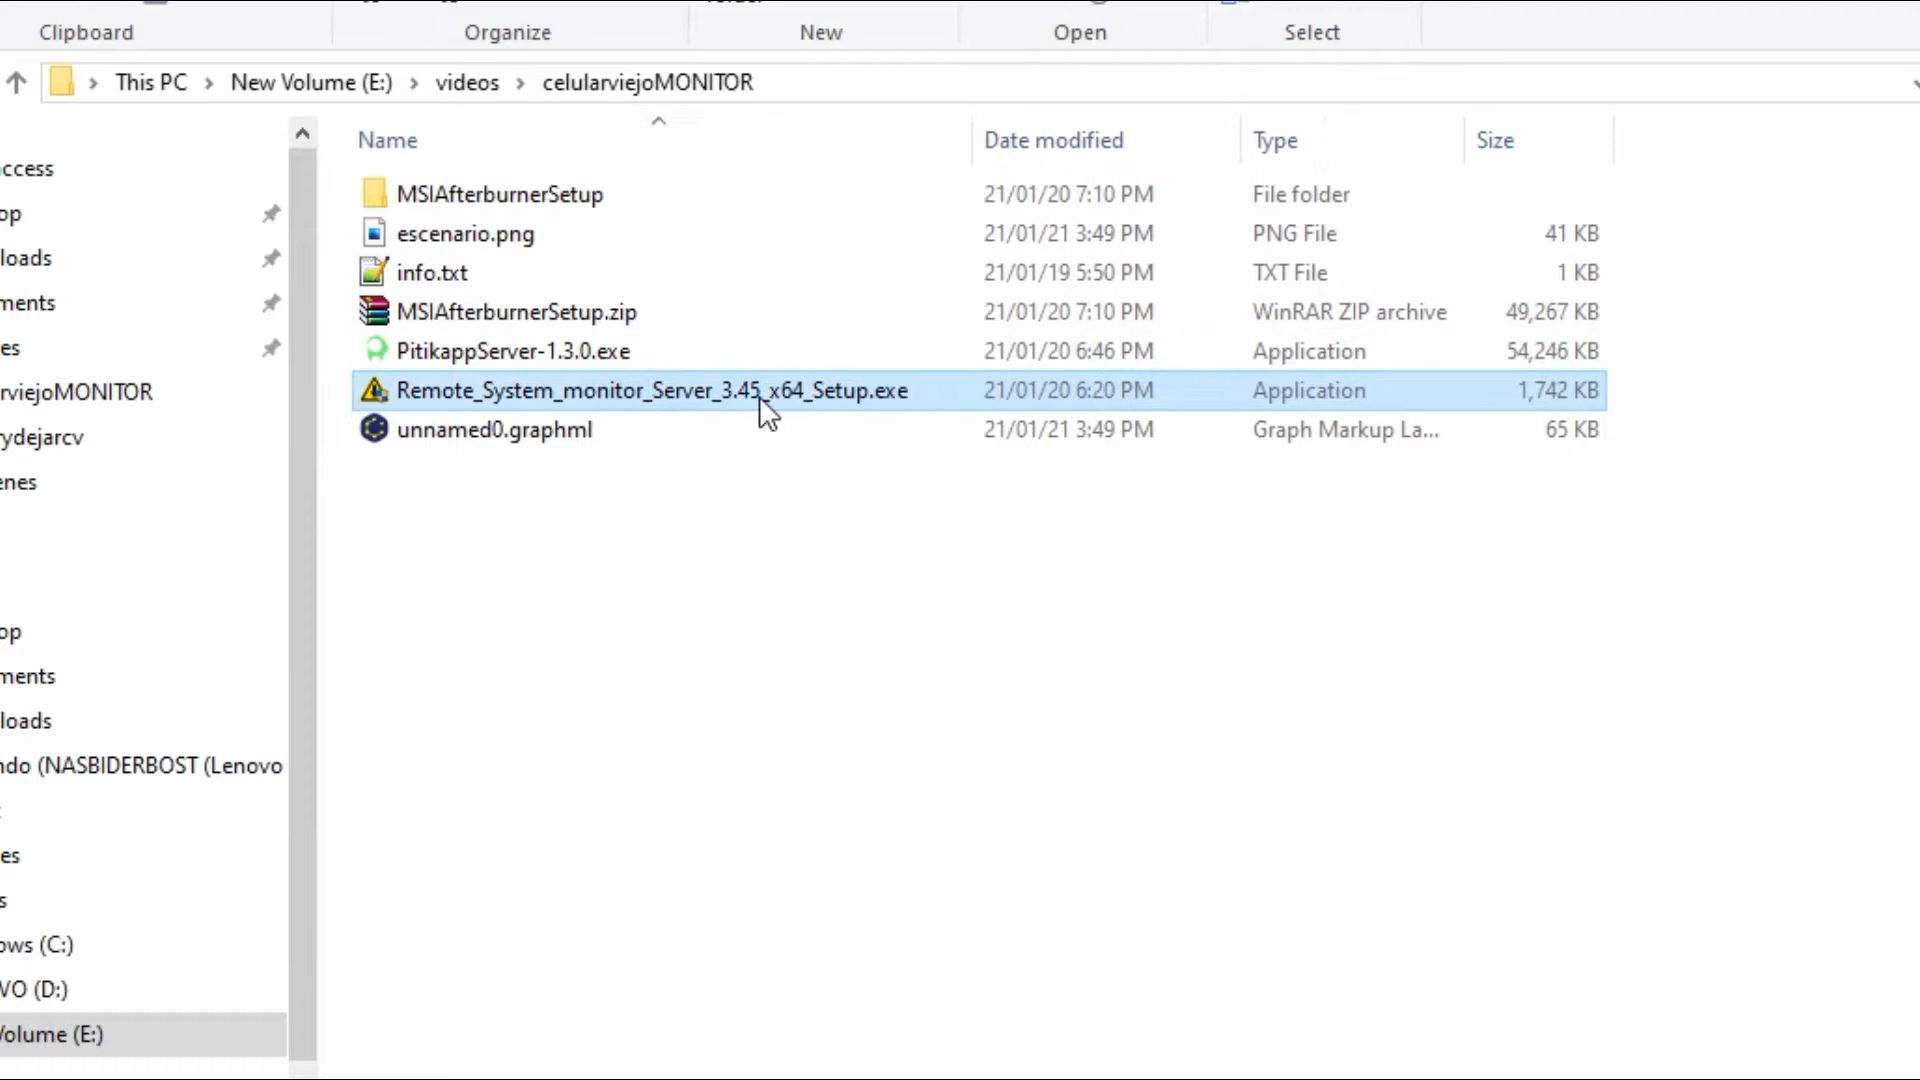 Clipboard Organize New Open Select
This PC > New Volume (E:) > videos > celularviejoMONITOR
Name Date modified Type Size
MSIAfterburnerSetup 21/01/20 7:10 PM File folder
escenario.png 21/01/21 3:49 PM PNG File 41 KB
info.txt 21/01/19 5:50 PM TXT File 1 KB
MSIAfterburnerSetup.zip 21/01/20 7:10 PM WinRAR ZIP archive 49,267 KB
PitikappServer-1.3.0.exe 21/01/20 6:46 PM Application 54,246 KB
Remote_System_monitor_Server_3.45_x64_Setup.exe 21/01/20 6:20 PM Application 1,742 KB
unnamed0.graphml 21/01/21 3:49 PM Graph Markup La... 65 KB
ccess
op
loads
ments
es
rviejoMONITOR
rydejarcv
enes
op
ments
loads
ndo (NASBIDERBOST (Lenovo
es
s
ows (C:)
VO (D:)
Volume (E:)